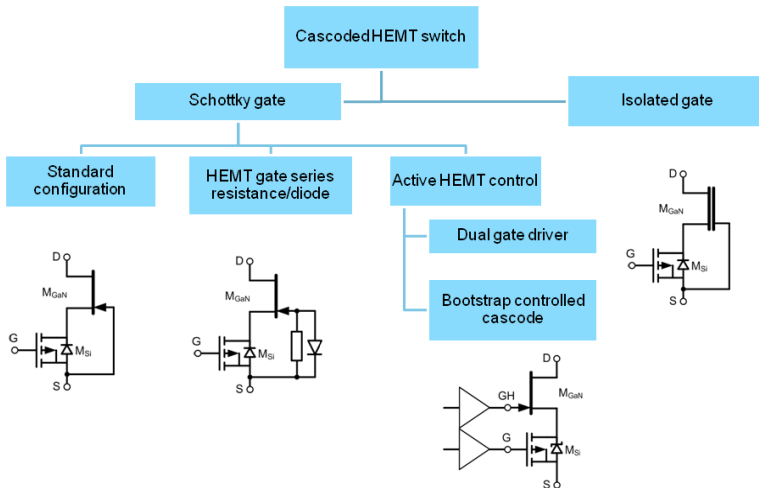 Cascoded HEMT switch
Schottky gate
Isolated gate
Standard
configuration
HEMT gate series
resistance/diode
Active HEMT control
Dual gate driver
Bootstrap controlled
cascode
D
MGaN
G
MSi
S
D
MGaN
G
MSi
S
D
MGaN
G
MSi
S
D
GH
MGaN
G
MSi
S